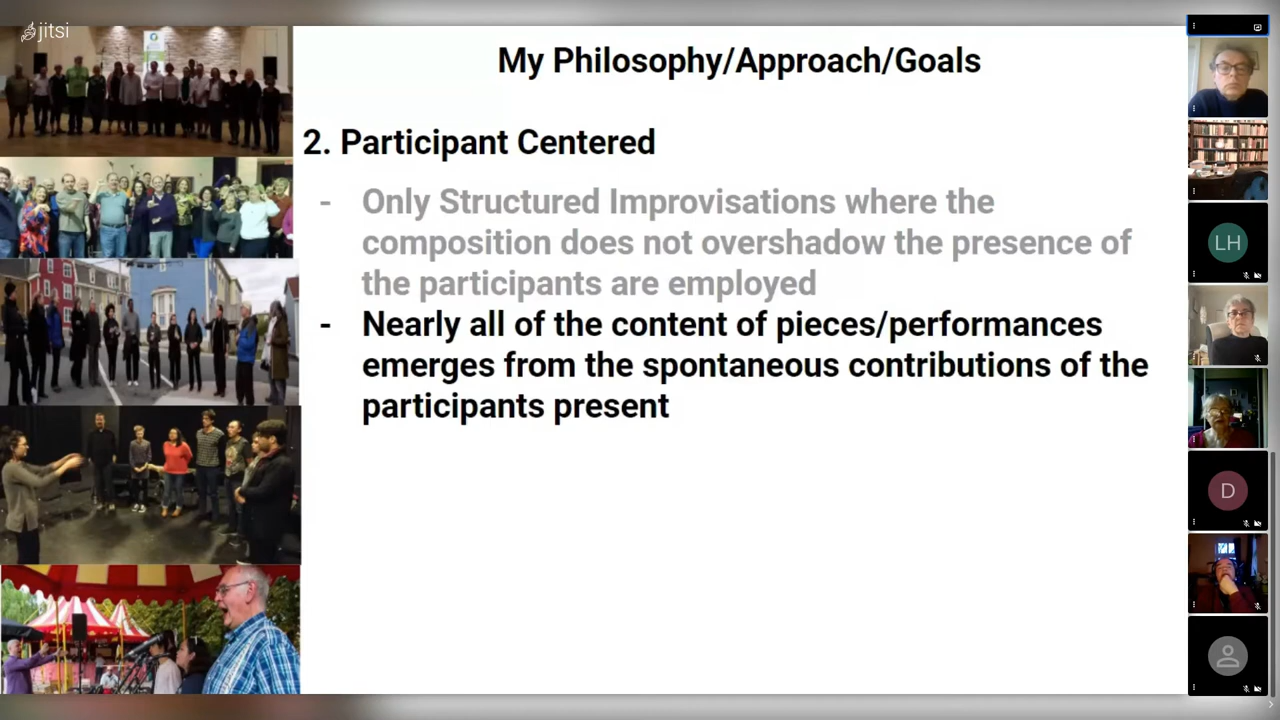 jitsi
My Philosophy/Approach/Goals
2. Participant Centered
- Only Structured Improvisations where the
composition does not overshadow the presence of
the participants are employed
- Nearly all of the content of pieces/performances
emerges from the spontaneous contributions of the
participants present
LH
D